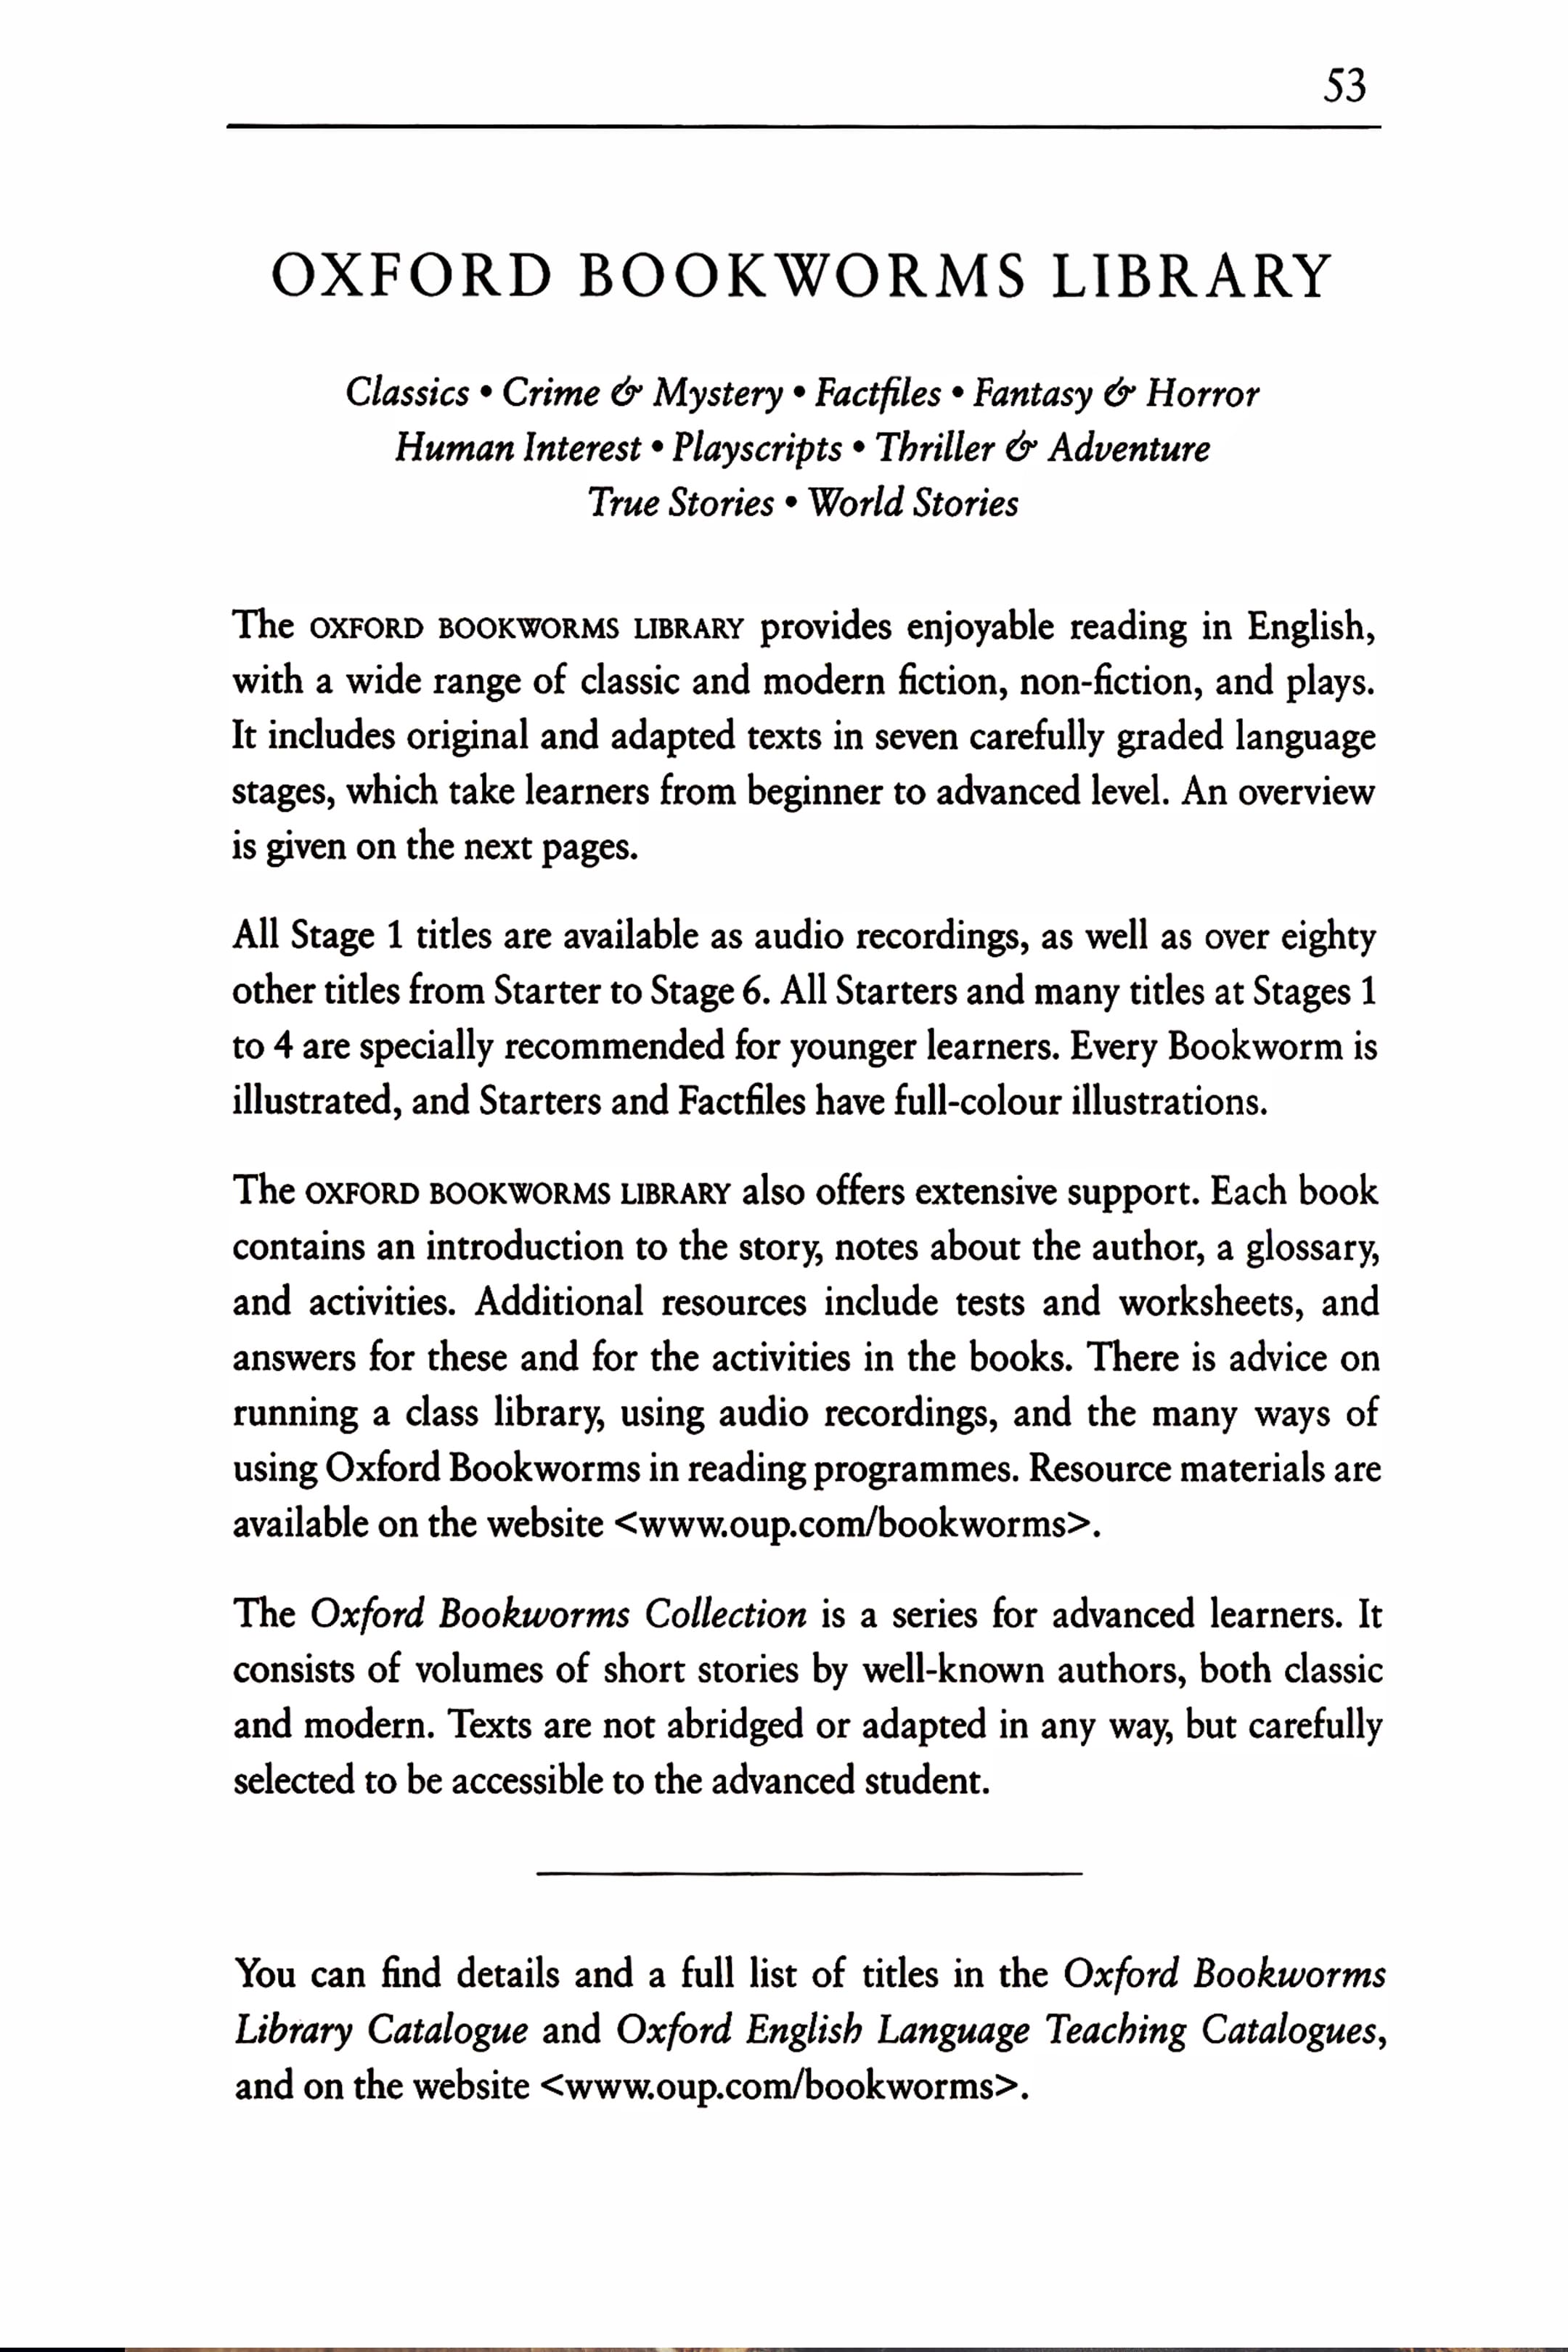 53
OXFORD BOOKWORMS LIBRARY
Classics • Crime & Mystery • Factfiles • Fantasy & Horror
Human Interest • Playscripts • Thriller & Adventure
True Stories • World Stories
The OXFORD BOOKWORMS LIBRARY provides enjoyable reading in English,
with a wide range of classic and modern fiction, non-fiction, and plays.
It includes original and adapted texts in seven carefully graded language
stages, which take learners from beginner to advanced level. An overview
is given on the next pages.
All Stage 1 titles are available as audio recordings, as well as over eighty
other titles from Starter to Stage 6. All Starters and many titles at Stages 1
to 4 are specially recommended for younger learners. Every Bookworm is
illustrated, and Starters and Factfiles have full-colour illustrations.
The OXFORD BOOKWORMS LIBRARY also offers extensive support. Each book
contains an introduction to the story, notes about the author, a glossary,
and activities. Additional resources include tests and worksheets, and
answers for these and for the activities in the books. There is advice on
running a class library, using audio recordings, and the many ways of
using Oxford Bookworms in reading programmes. Resource materials are
available on the website <www.oup.com/bookworms>.
The Oxford Bookworms Collection is a series for advanced learners. It
consists of volumes of short stories by well-known authors, both classic
and modern. Texts are not abridged or adapted in any way, but carefully
selected to be accessible to the advanced student.
You can find details and a full list of titles in the Oxford Bookworms
Library Catalogue and Oxford English Language Teaching Catalogues,
and on the website <www.oup.com/bookworms>.